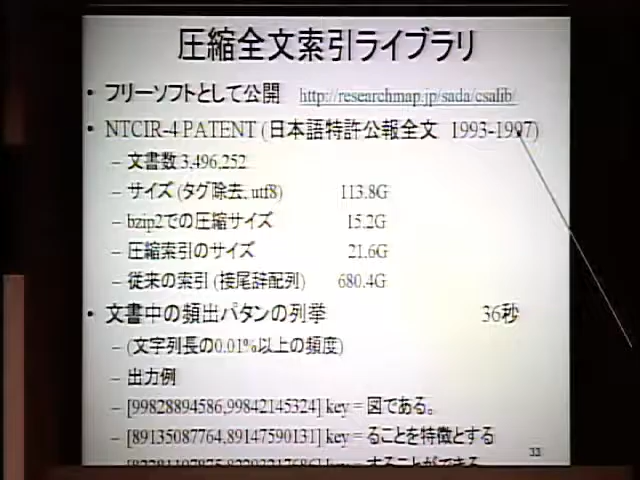 圧縮全文索引ライブラリ
• フリーソフトとして公開 http://researchmap.jp/sada/csalib/
• NTCIR-4 PATENT (日本語特許公報全文 1993-1997)
– 文書数 3,496,252
– サイズ (タグ除去, utf8) 113.8G
– bzip2での圧縮サイズ 15.2G
– 圧縮索引のサイズ 21.6G
– 従来の索引 (接尾辞配列) 680.4G
• 文書中の頻出パタンの列挙 36秒
– (文字列長の0.01%以上の頻度)
– 出力例
– [99828894586,99842145324] key = 図である。
– [89135087764,89147590131] key = ることを特徴とする
33